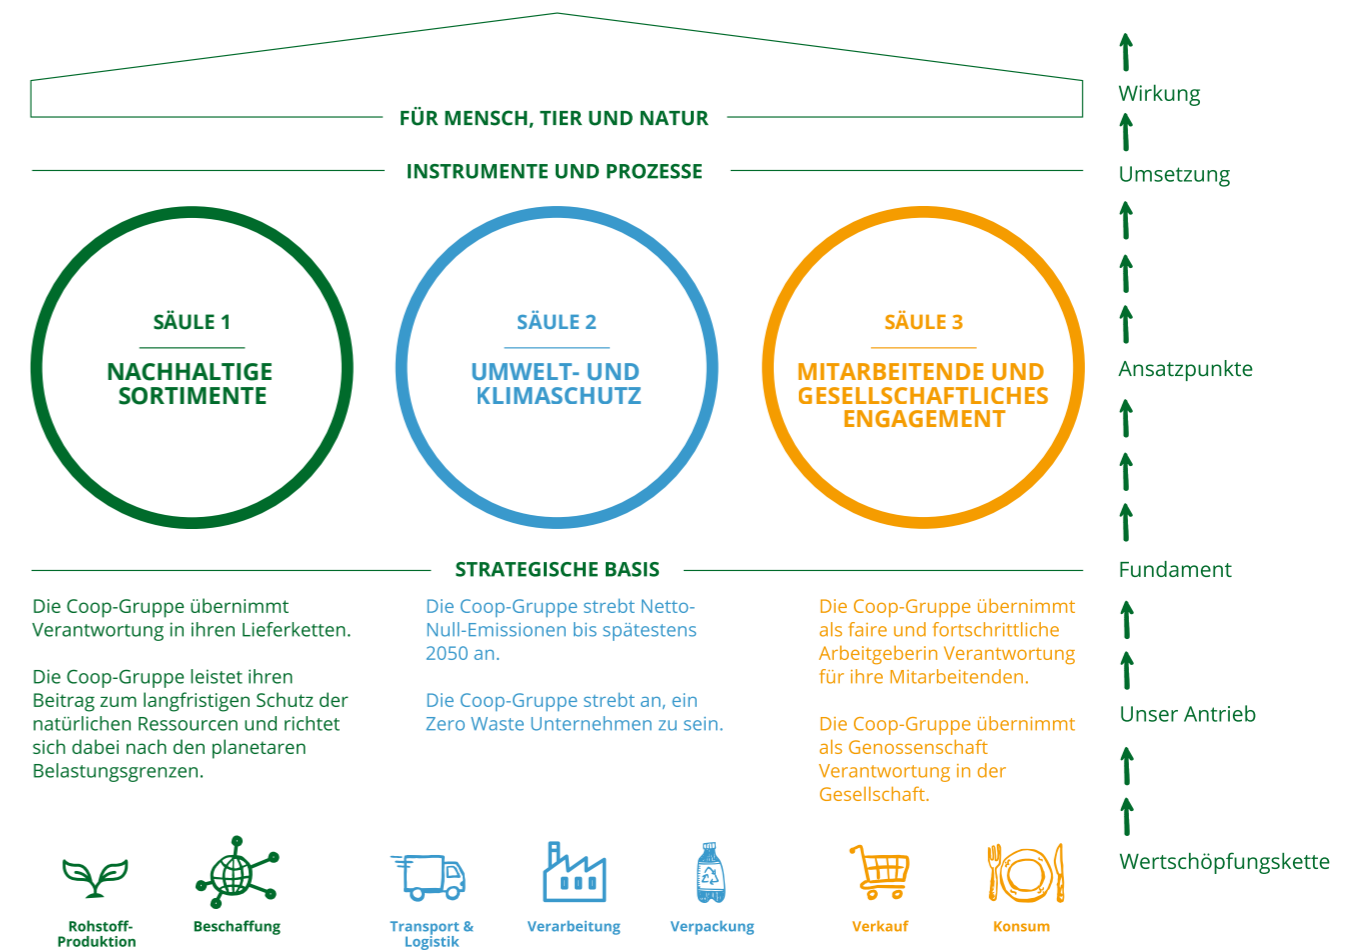 FÜR MENSCH, TIER UND NATUR
INSTRUMENTE UND PROZESSE
SÄULE 1
NACHHALTIGE
SORTIMENTE
SÄULE 2
UMWELT- UND
KLIMASCHUTZ
SÄULE 3
MITARBEITENDE UND
GESELLSCHAFTLICHES
ENGAGEMENT
STRATEGISCHE BASIS
Die Coop-Gruppe übernimmt
Verantwortung in ihren Lieferketten.
Die Coop-Gruppe leistet ihren
Beitrag zum langfristigen Schutz der
natürlichen Ressourcen und richtet
sich dabei nach den planetaren
Belastungsgrenzen.
Die Coop-Gruppe strebt Netto-
Null-Emissionen bis spätestens
2050 an.
Die Coop-Gruppe strebt an, ein
Zero Waste Unternehmen zu sein.
Die Coop-Gruppe übernimmt
als faire und fortschrittliche
Arbeitgeberin Verantwortung
für ihre Mitarbeitenden.
Die Coop-Gruppe übernimmt
als Genossenschaft
Verantwortung in der
Gesellschaft.
Rohstoff-
Produktion
Beschaffung
Transport &
Logistik
Verarbeitung
Verpackung
Verkauf
Konsum
Wirkung
Umsetzung
Ansatzpunkte
Fundament
Unser Antrieb
Wertschöpfungskette